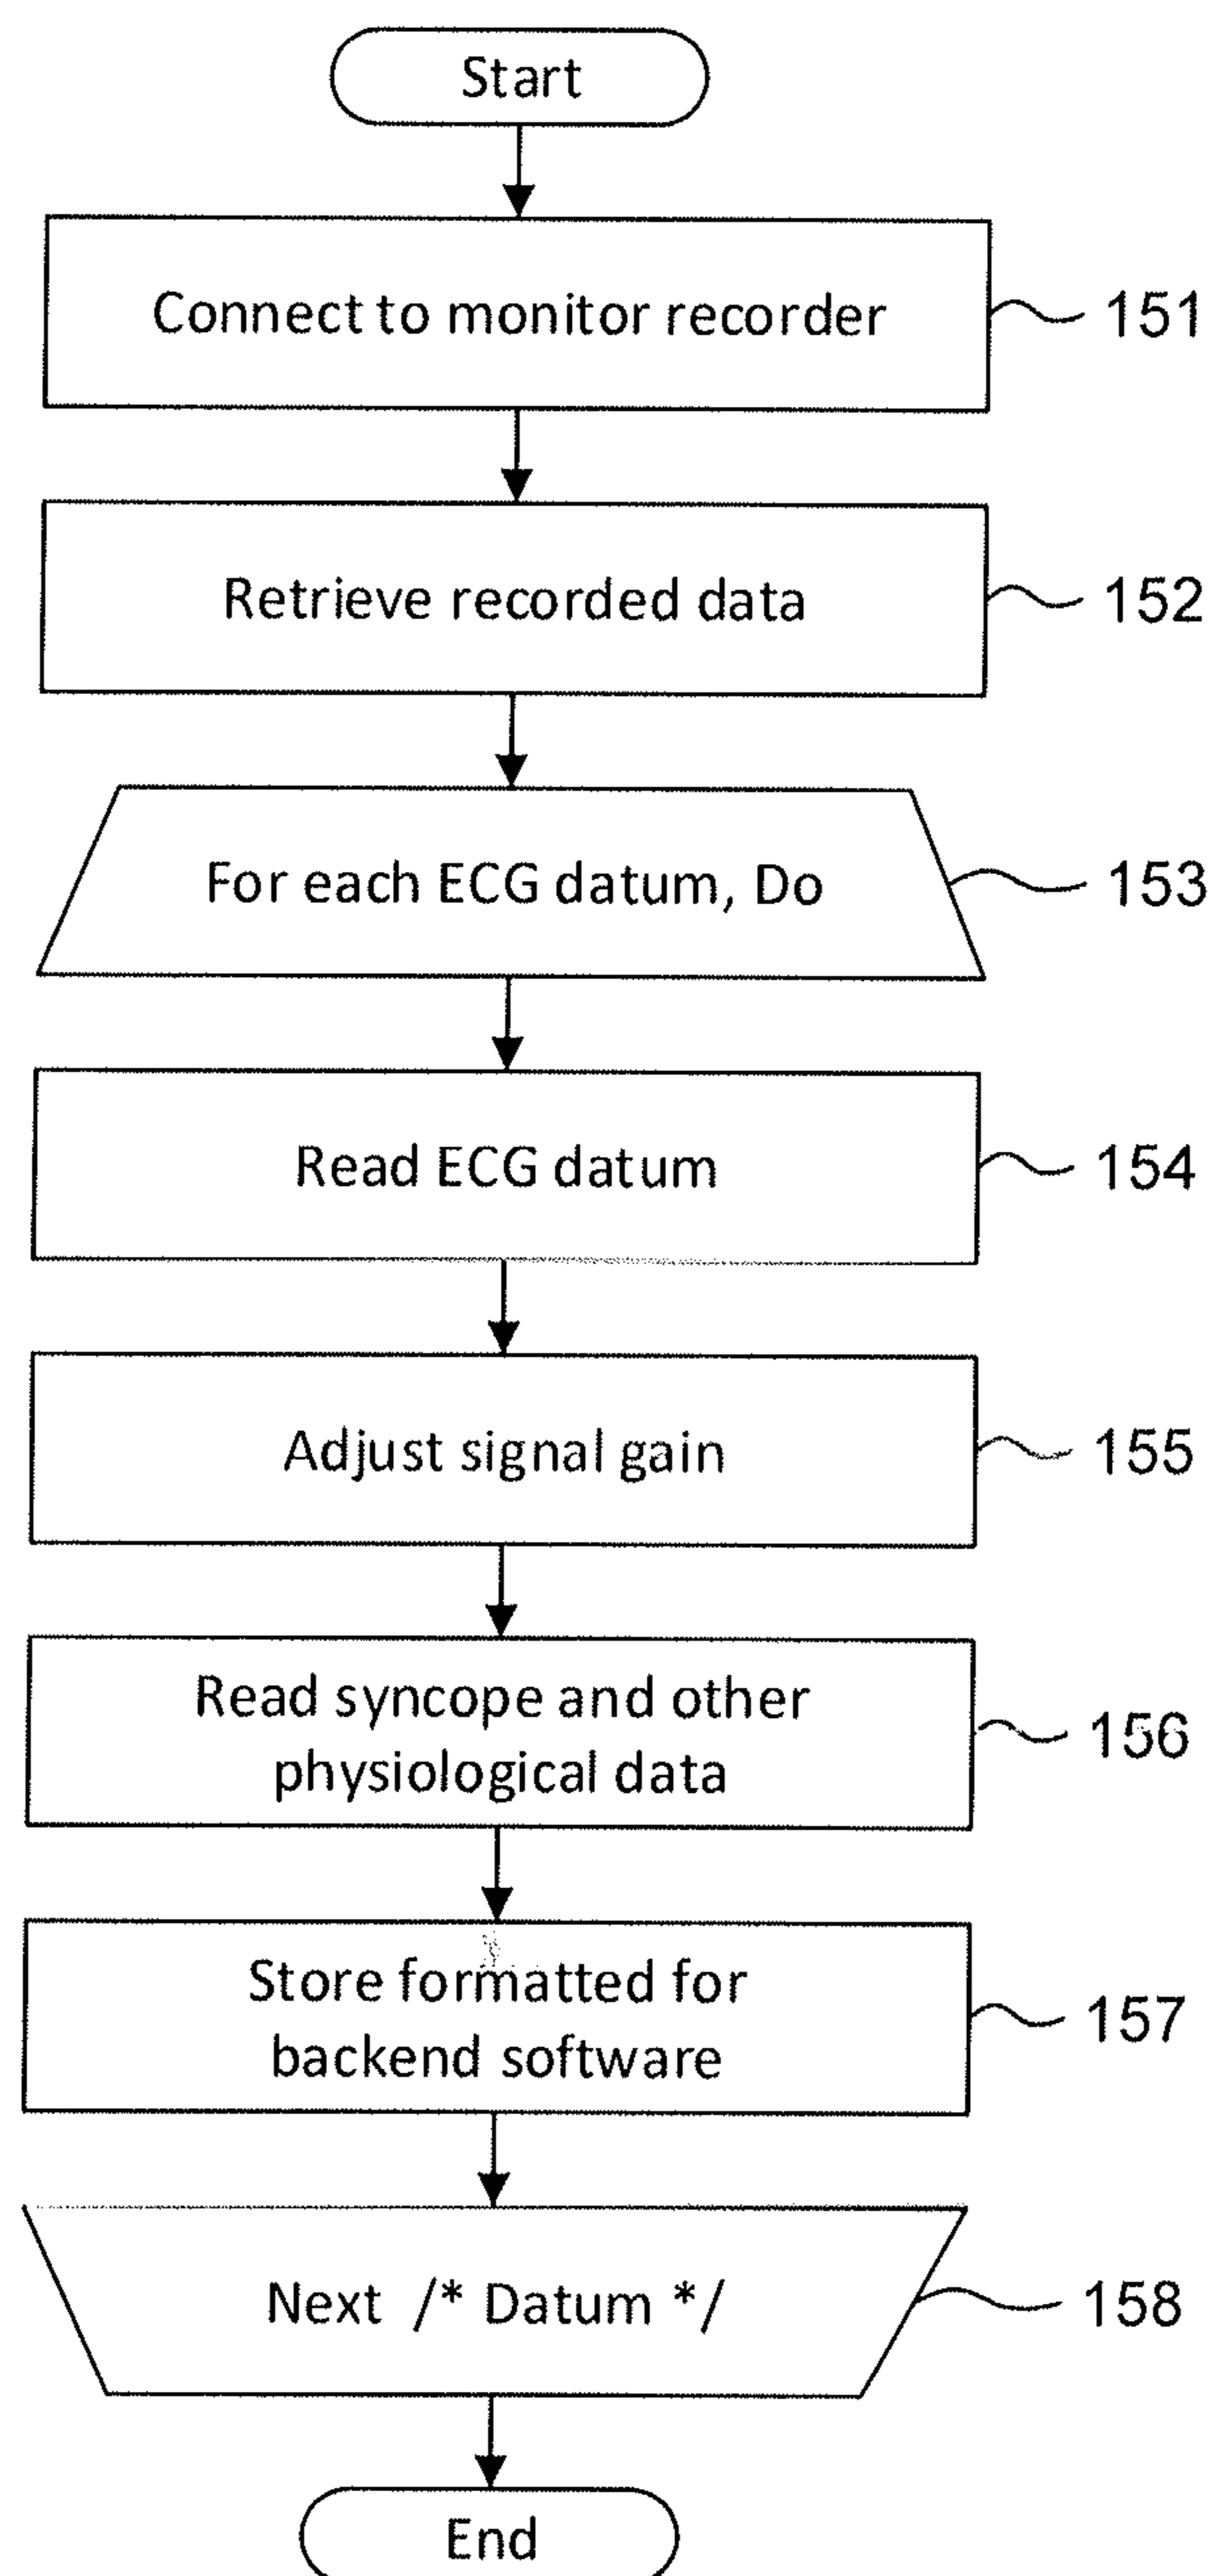 Start
Connect to monitor recorder
151
Retrieve recorded data
152
For each ECG datum, Do
153
Read ECG datum
154
Adjust signal gain
155
Read syncope and other
physiological data
156
Store formatted for
backend software
157
Next /* Datum */
158
End